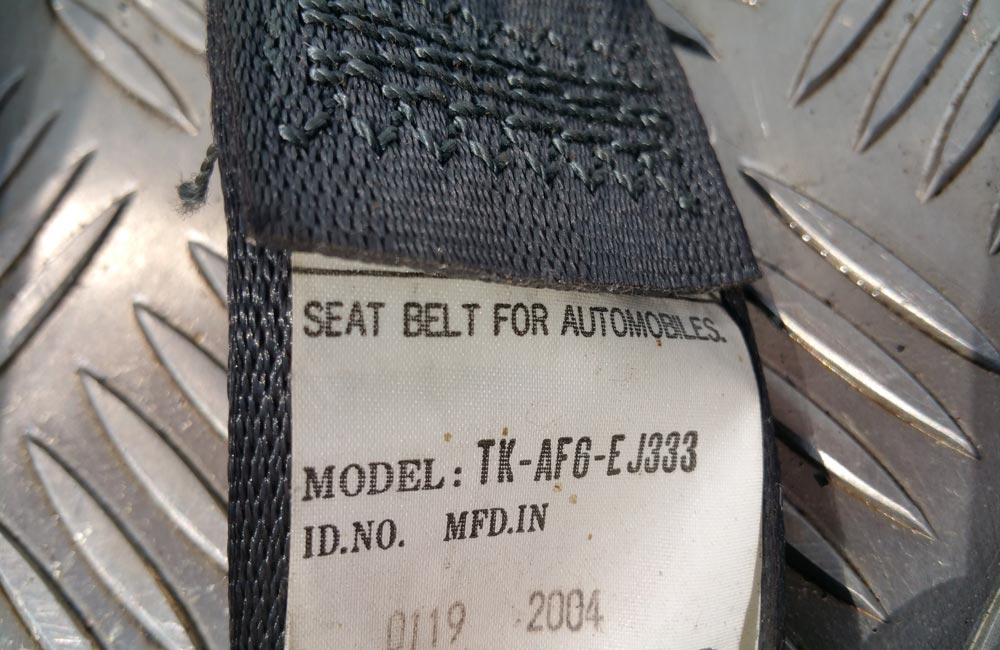 SEAT BELT FOR AUTOMOBILES.
MODEL: TK-AF6-EJ333
ID.NO. MFD.IN
0119 2004